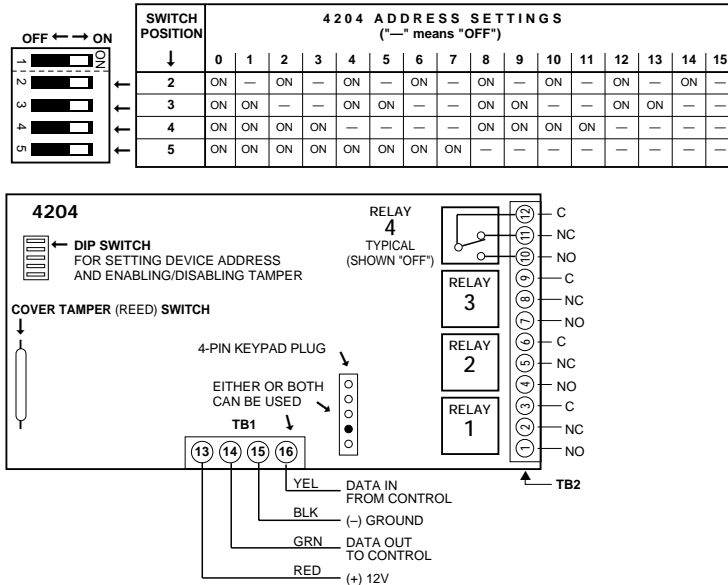 OFF ← → ON
ON
1
2
3
4
5
SWITCH POSITION ↓
4204 ADDRESS SETTINGS
("—" means "OFF")
0 1 2 3 4 5 6 7 8 9 10 11 12 13 14 15
2 ON — ON — ON — ON — ON — ON — ON — ON —
3 ON ON — — ON ON — — ON ON — — ON ON — —
4 ON ON ON ON — — — — ON ON ON ON — — — —
5 ON ON ON ON ON ON ON ON — — — — — — — —
4204
DIP SWITCH
FOR SETTING DEVICE ADDRESS
AND ENABLING/DISABLING TAMPER
COVER TAMPER (REED) SWITCH
4-PIN KEYPAD PLUG
EITHER OR BOTH
CAN BE USED
TB1
13 14 15 16
RELAY
4
TYPICAL
(SHOWN "OFF")
RELAY
3
RELAY
2
RELAY
1
12 C
11 NC
10 NO
9 C
8 NC
7 NO
6 C
5 NC
4 NO
3 C
2 NC
1 NO
TB2
YEL DATA IN
FROM CONTROL
BLK (–) GROUND
GRN DATA OUT
TO CONTROL
RED (+) 12V